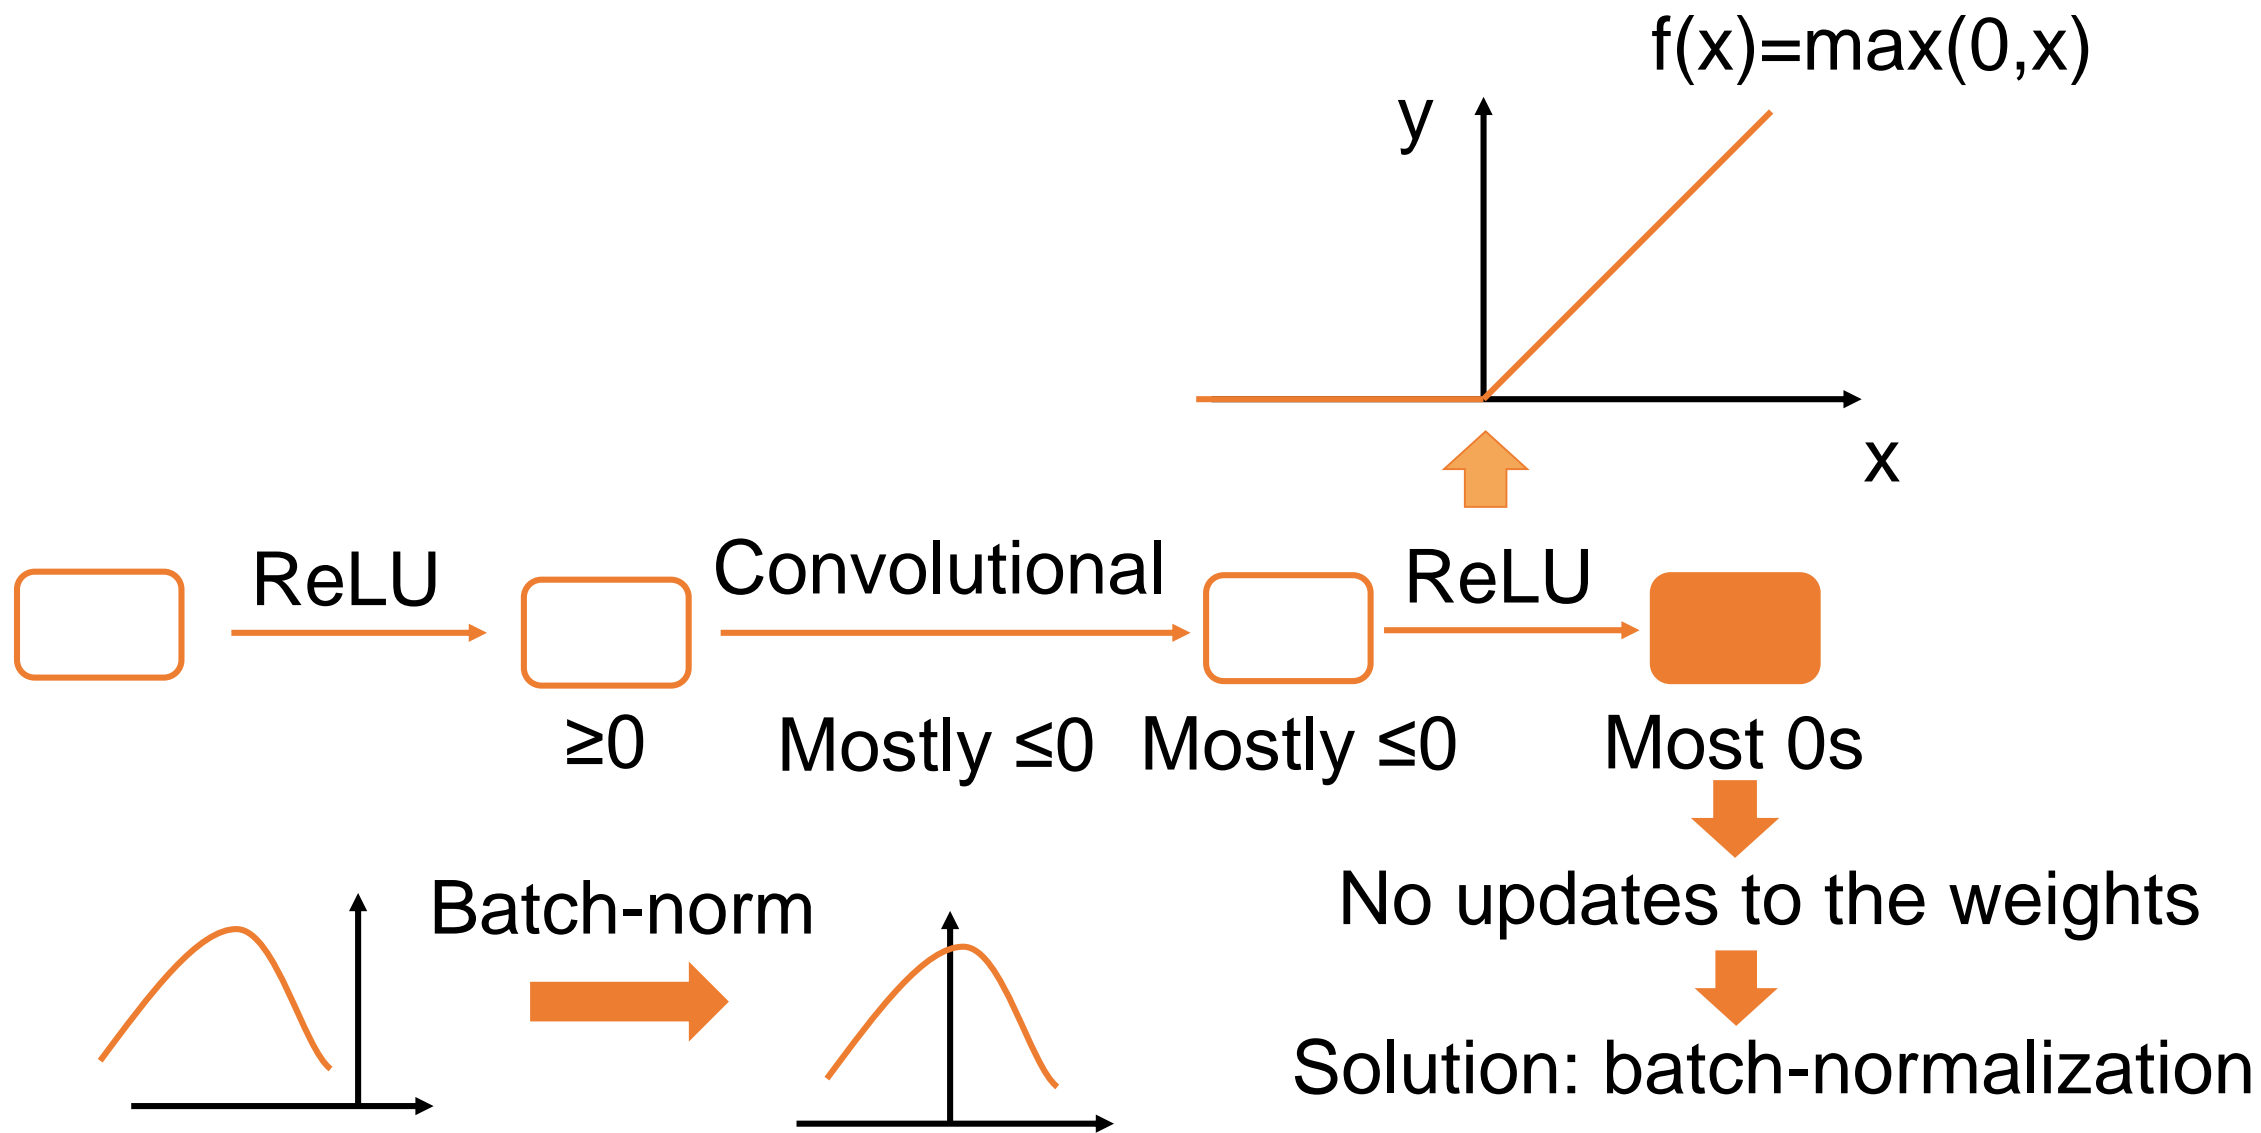 f(x)=max(0,x)
y
x
ReLU
Convolutional
ReLU
≥0
Mostly ≤0
Mostly ≤0
Most 0s
Batch-norm
No updates to the weights
Solution: batch-normalization